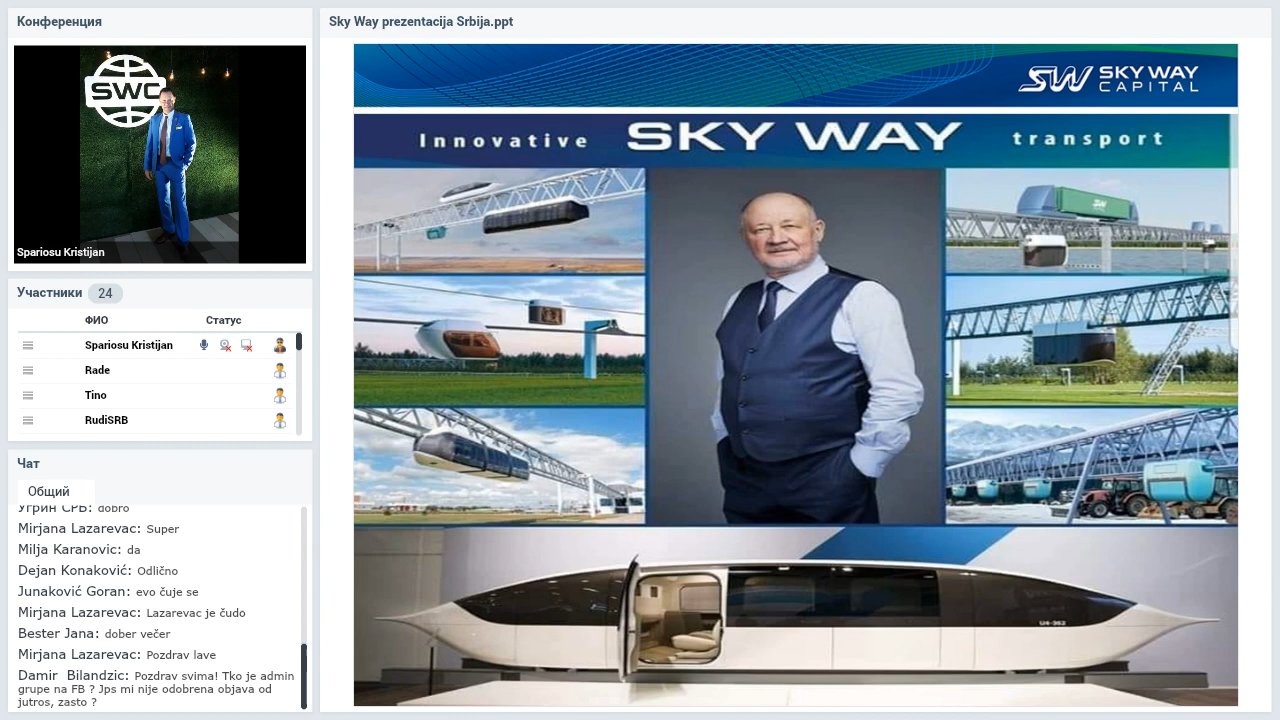 Конференция
SWC
Spariosu Kristijan
Участники 24
ФИО Статус
Spariosu Kristijan
Rade
Tino
RudiSRB
Чат
Общий
Угрин СРБ: dobro
Mirjana Lazarevac: Super
Milja Karanovic: da
Dejan Konaković: Odlično
Junaković Goran: evo čuje se
Mirjana Lazarevac: Lazarevac je čudo
Bester Jana: dober večer
Mirjana Lazarevac: Pozdrav lave
Damir Bilandzic: Pozdrav svima! Tko je admin
grupe na FB ? Jps mi nije odobrena objava od
jutros, zasto ?
Sky Way prezentacija Srbija.ppt
SW SKY WAY
CAPITAL
Innovative SKY WAY transport
SW
U4-362